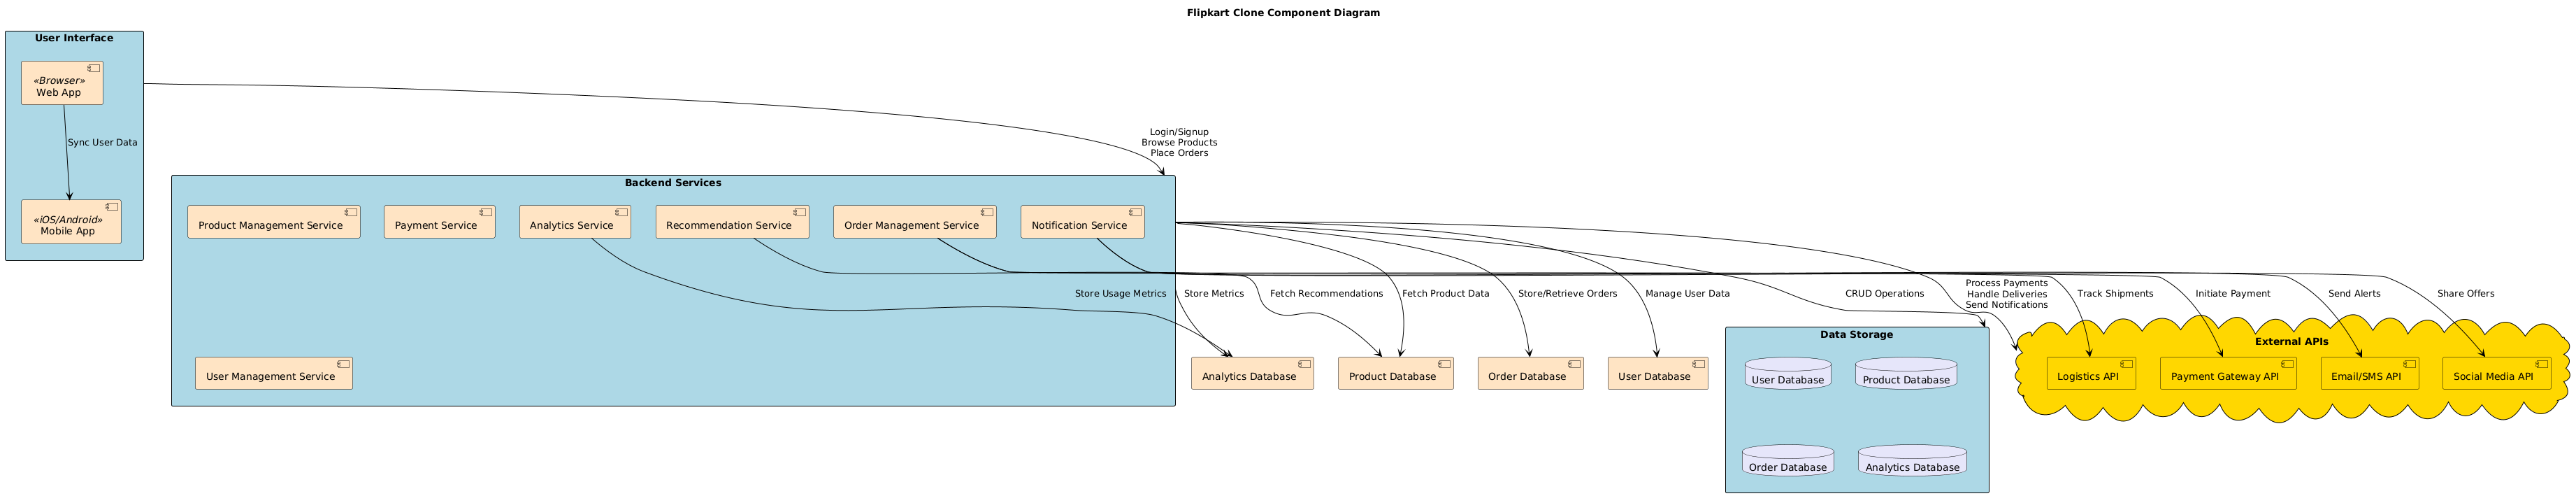 Flipkart Clone Component Diagram
User Interface
«Browser»
Web App
Sync User Data
«iOS/Android»
Mobile App
Login/Signup
Browse Products
Place Orders
Backend Services
Product Management Service
Payment Service
Analytics Service
Recommendation Service
Order Management Service
Notification Service
User Management Service
Store Usage Metrics
Store Metrics
Fetch Recommendations
Fetch Product Data
Store/Retrieve Orders
Manage User Data
CRUD Operations
Process Payments
Handle Deliveries
Send Notifications
Track Shipments
Initiate Payment
Send Alerts
Share Offers
Analytics Database
Product Database
Order Database
User Database
Data Storage
User Database
Product Database
Order Database
Analytics Database
External APIs
Logistics API
Payment Gateway API
Email/SMS API
Social Media API